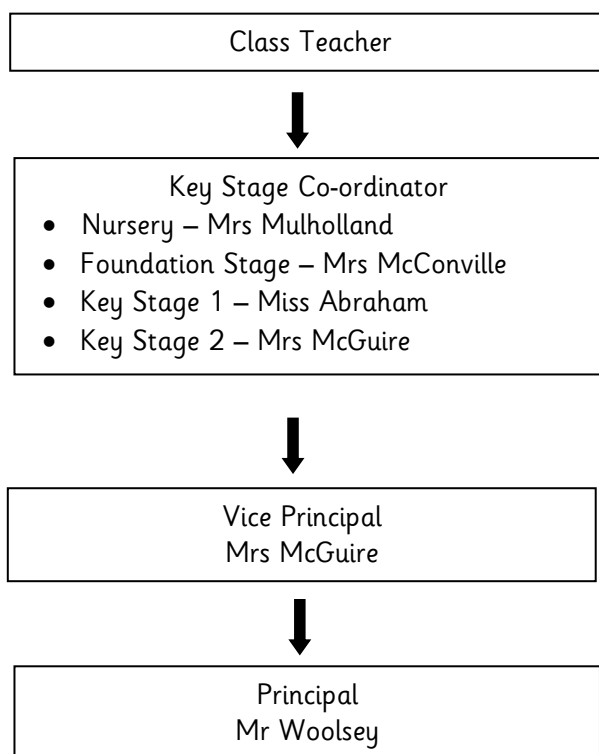 Class Teacher
Key Stage Co-ordinator
• Nursery – Mrs Mulholland
• Foundation Stage – Mrs McConville
• Key Stage 1 – Miss Abraham
• Key Stage 2 – Mrs McGuire
Vice Principal
Mrs McGuire
Principal
Mr Woolsey